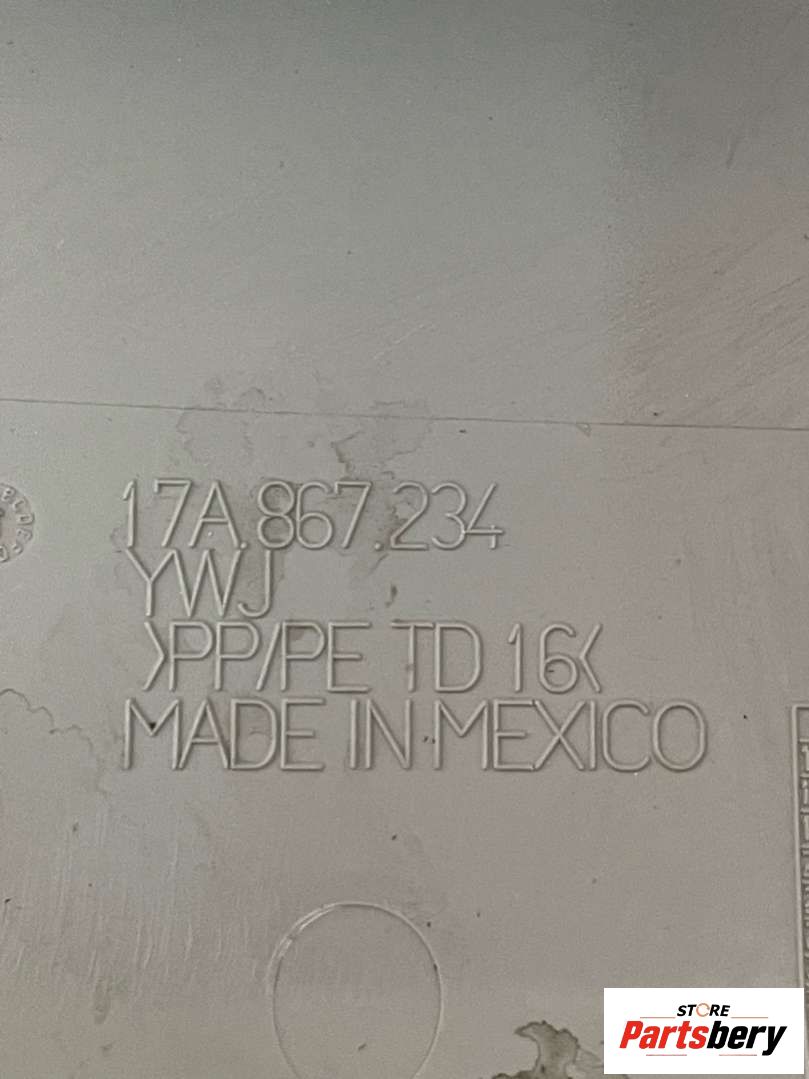 17A.867.234
YWJ
>PP/PE TD 16<
MADE IN MEXICO
STORE
Partsbery